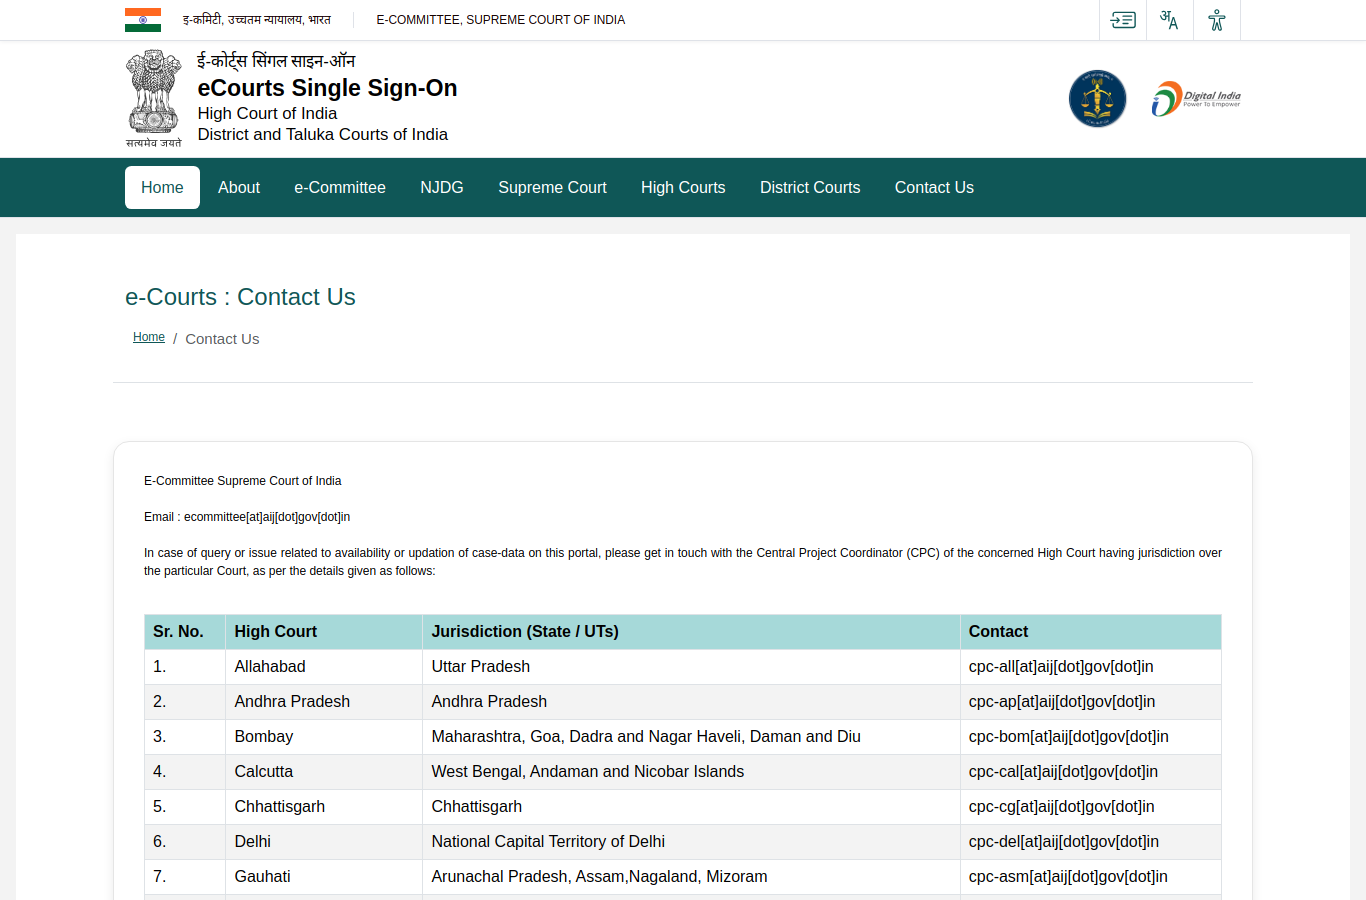 इ-कमिटी, उच्चतम न्यायालय, भारत
E-COMMITTEE, SUPREME COURT OF INDIA
ई-कोर्ट्स सिंगल साइन-ऑन
eCourts Single Sign-On
High Court of India
District and Taluka Courts of India
सत्यमेव जयते
Digital India
Power To Empower
Home About e-Committee NJDG Supreme Court High Courts District Courts Contact Us
e-Courts : Contact Us
Home / Contact Us
E-Committee Supreme Court of India
Email : ecommittee[at]aij[dot]gov[dot]in
In case of query or issue related to availability or updation of case-data on this portal, please get in touch with the Central Project Coordinator (CPC) of the concerned High Court having jurisdiction over
the particular Court, as per the details given as follows:
Sr. No. High Court Jurisdiction (State / UTs) Contact
1. Allahabad Uttar Pradesh cpc-all[at]aij[dot]gov[dot]in
2. Andhra Pradesh Andhra Pradesh cpc-ap[at]aij[dot]gov[dot]in
3. Bombay Maharashtra, Goa, Dadra and Nagar Haveli, Daman and Diu cpc-bom[at]aij[dot]gov[dot]in
4. Calcutta West Bengal, Andaman and Nicobar Islands cpc-cal[at]aij[dot]gov[dot]in
5. Chhattisgarh Chhattisgarh cpc-cg[at]aij[dot]gov[dot]in
6. Delhi National Capital Territory of Delhi cpc-del[at]aij[dot]gov[dot]in
7. Gauhati Arunachal Pradesh, Assam,Nagaland, Mizoram cpc-asm[at]aij[dot]gov[dot]in